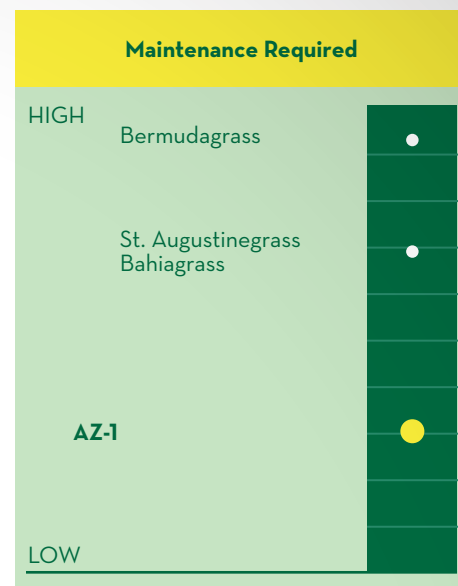 Maintenance Required
HIGH
Bermudagrass
St. Augustinegrass
Bahiagrass
AZ-1
LOW